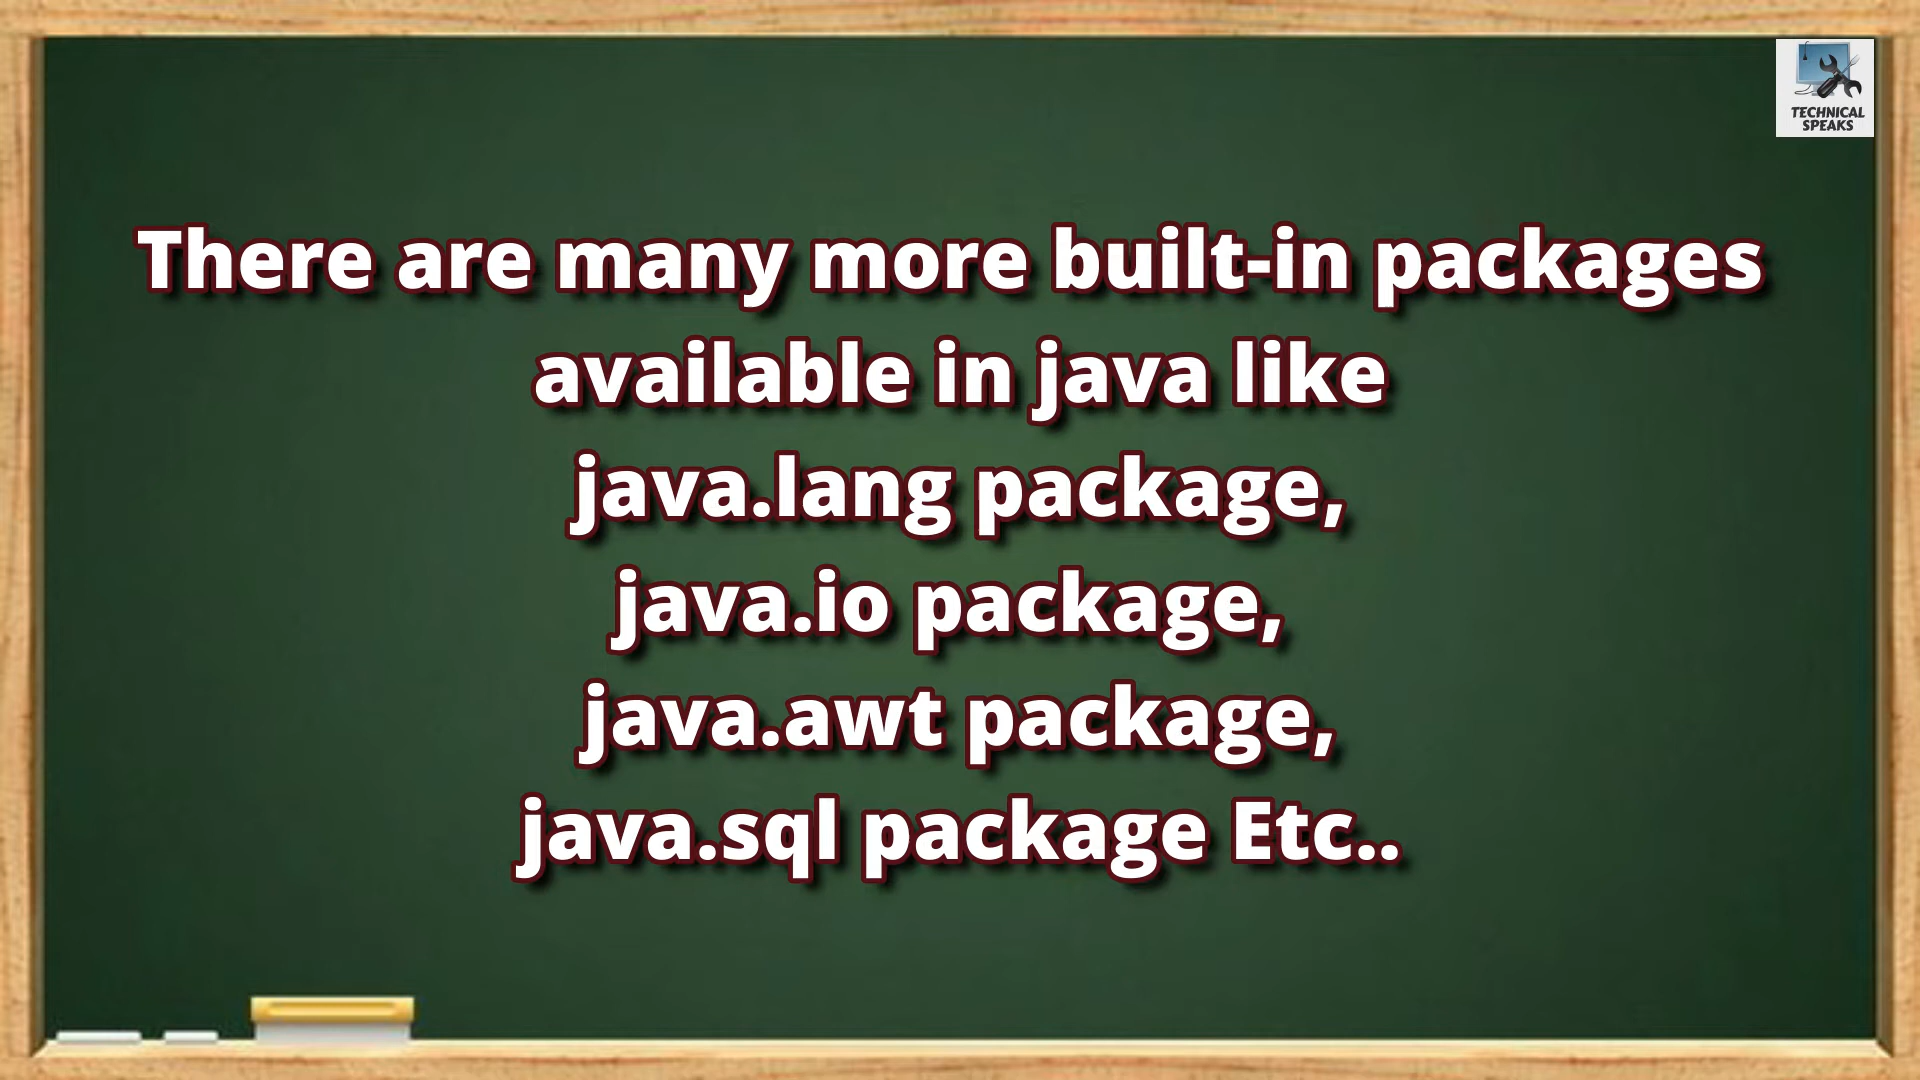 TECHNICAL
SPEAKS
There are many more built-in packages
available in java like
java.lang package,
java.io package,
java.awt package,
java.sql package Etc..